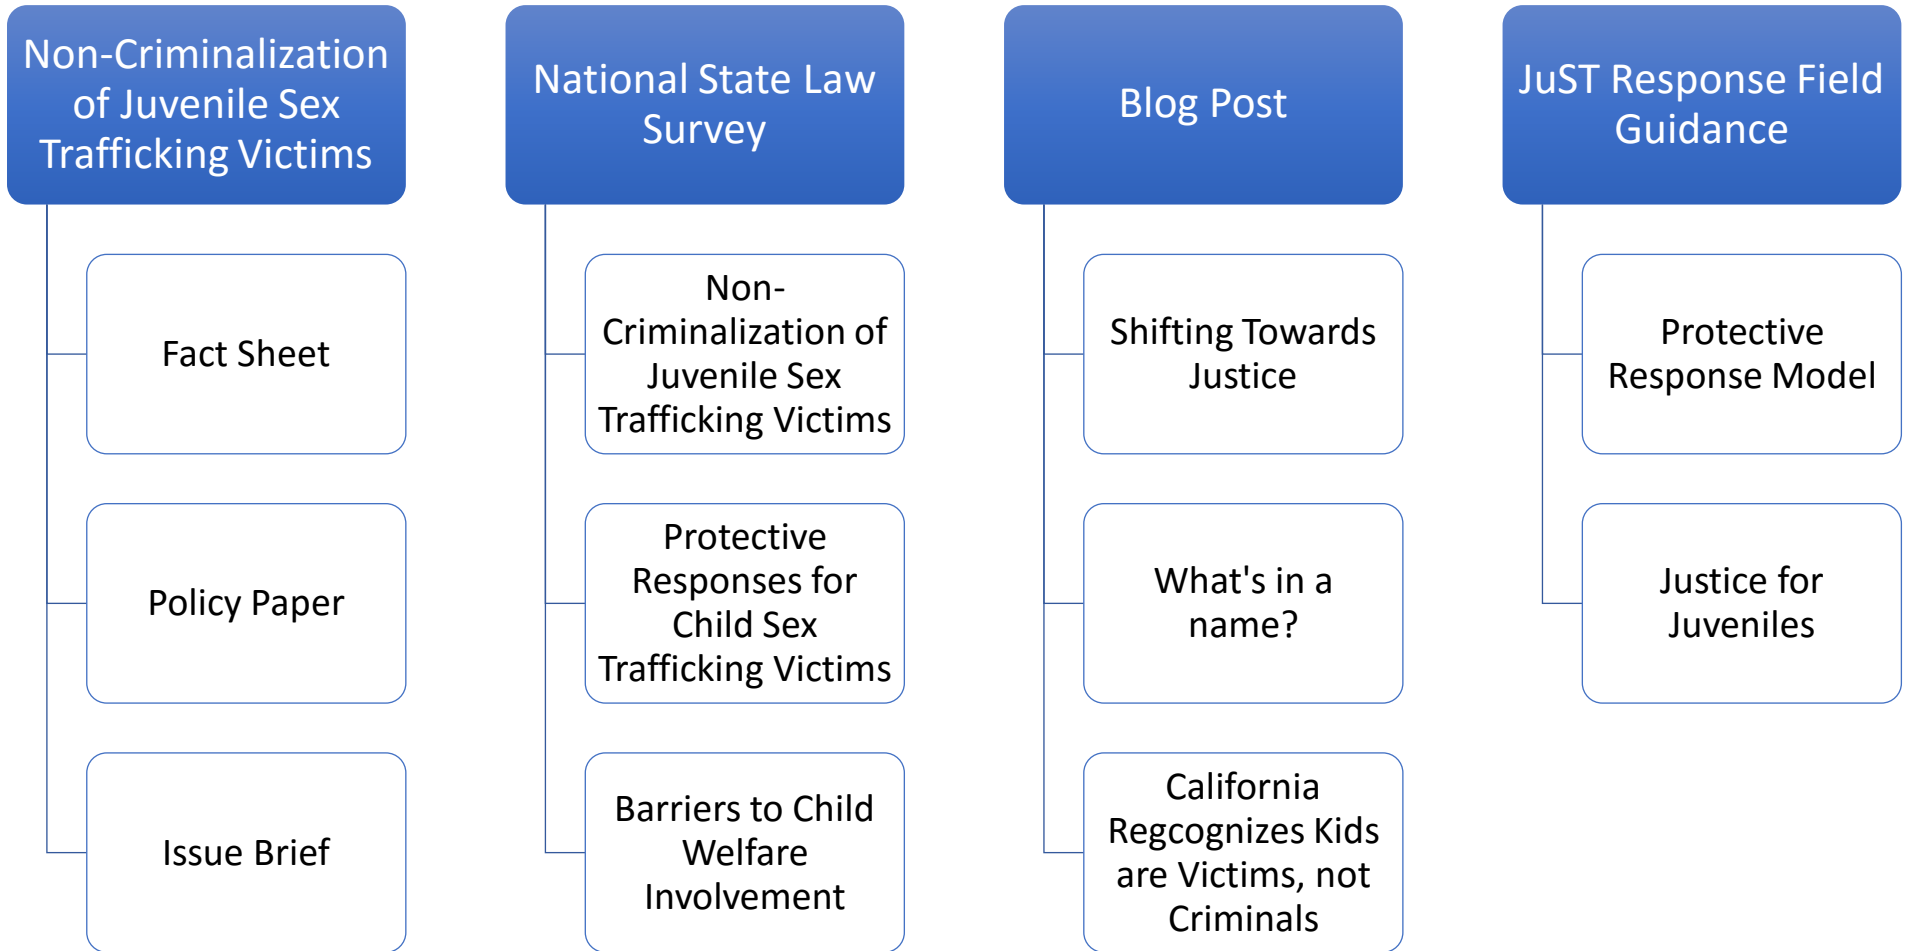 Non-Criminalization
of Juvenile Sex
Trafficking Victims
Fact Sheet
Policy Paper
Issue Brief
National State Law
Survey
Non-
Criminalization of
Juvenile Sex
Trafficking Victims
Protective
Responses for
Child Sex
Trafficking Victims
Barriers to Child
Welfare
Involvement
Blog Post
Shifting Towards
Justice
What's in a
name?
California
Regcognizes Kids
are Victims, not
Criminals
JuST Response Field
Guidance
Protective
Response Model
Justice for
Juveniles